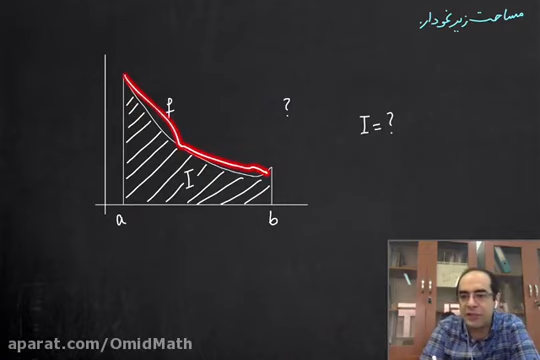 مساحت زیر نمودار.
f
?
I = ?
I
a
b
aparat.com/OmidMath